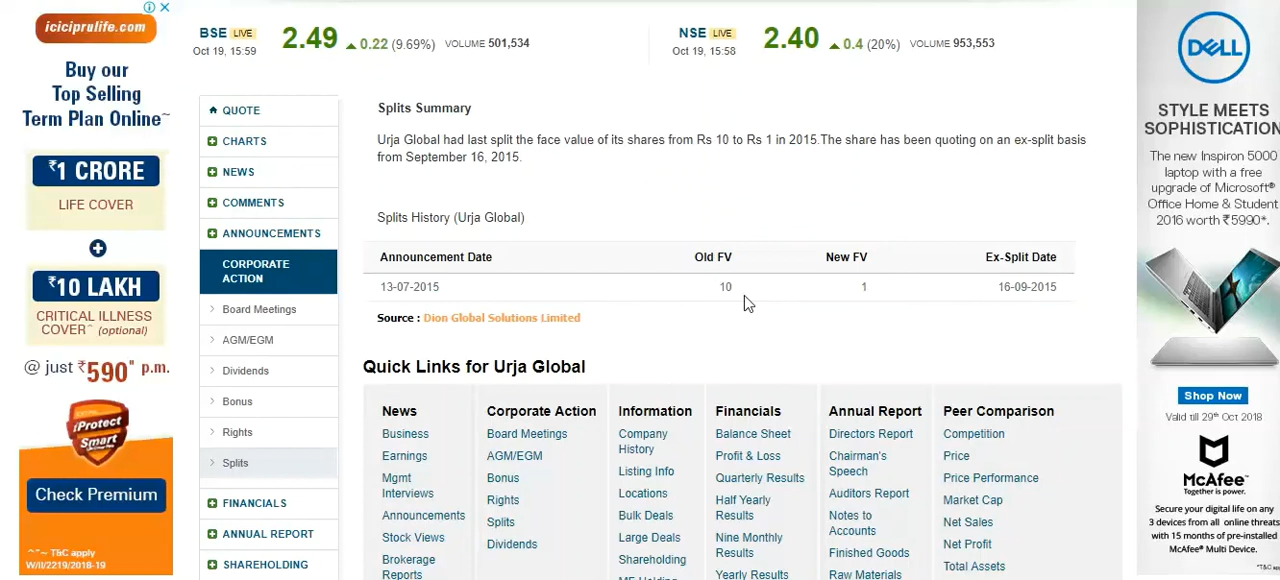 icicprulife.com
Buy our
Top Selling
Term Plan Online~
₹1 CRORE
LIFE COVER
₹10 LAKH
CRITICAL ILLNESS
COVER^ (optional)
@ just ₹590* p.m.
iProtect
Smart
Check Premium
T&C apply
W/II/2219/2018-19
BSE LIVE
Oct 19, 15:59
2.49
0.22 (9.69%)
VOLUME 501,534
NSE LIVE
Oct 19, 15:58
2.40
0.4 (20%)
VOLUME 953,553
QUOTE
CHARTS
NEWS
COMMENTS
ANNOUNCEMENTS
CORPORATE
ACTION
Board Meetings
AGM/EGM
Dividends
Bonus
Rights
Splits
FINANCIALS
ANNUAL REPORT
SHAREHOLDING
Splits Summary
Urja Global had last split the face value of its shares from Rs 10 to Rs 1 in 2015.The share has been quoting on an ex-split basis
from September 16, 2015.
Splits History (Urja Global)
Announcement Date Old FV New FV Ex-Split Date
13-07-2015 10 1 16-09-2015
Source : Dion Global Solutions Limited
Quick Links for Urja Global
News
Business
Earnings
Mgmt
Interviews
Announcements
Stock Views
Brokerage
Reports
Corporate Action
Board Meetings
AGM/EGM
Bonus
Rights
Splits
Dividends
Information
Company
History
Listing Info
Locations
Bulk Deals
Large Deals
Shareholding
MF Holding
Financials
Balance Sheet
Profit & Loss
Quarterly Results
Half Yearly
Results
Nine Monthly
Results
Yearly Results
Annual Report
Directors Report
Chairman's
Speech
Auditors Report
Notes to
Accounts
Finished Goods
Raw Materials
Peer Comparison
Competition
Price
Price Performance
Market Cap
Net Sales
Net Profit
Total Assets
DELL
STYLE MEETS
SOPHISTICATION
The new Inspiron 5000
laptop with a free
upgrade of Microsoft®
Office Home & Student
2016 worth ₹5990*.
Shop Now
Valid till 29th Oct 2018
McAfee™
Together is power.
Secure your digital life on any
3 devices from all online threats
with 15 months of pre-installed
McAfee® Multi Device.